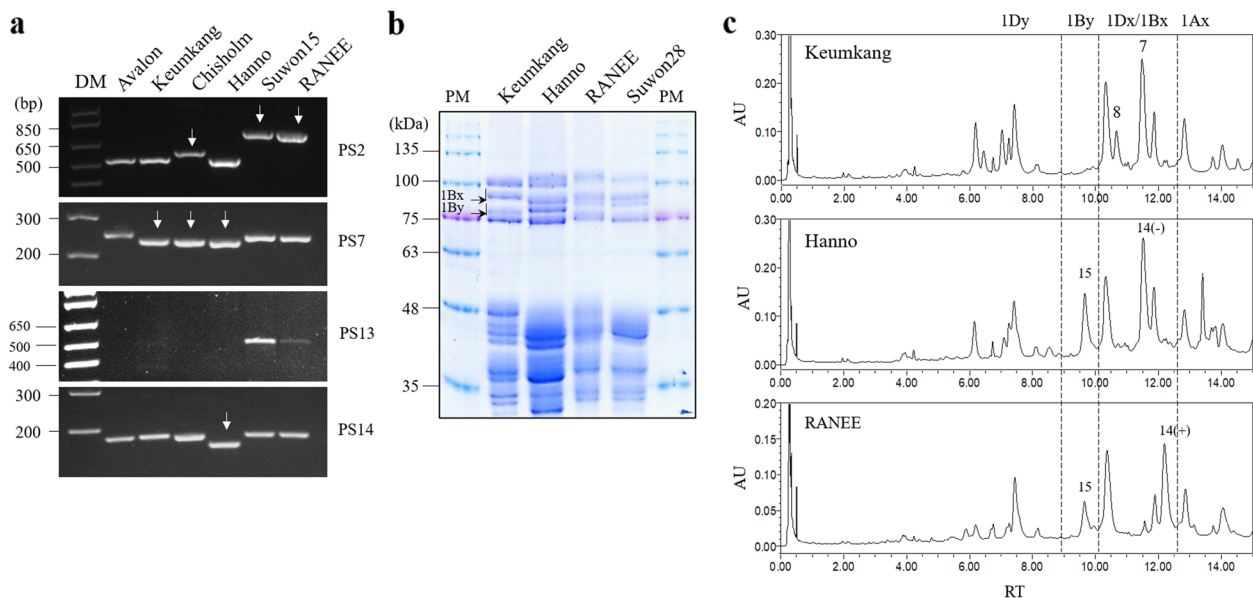 a
DM Avalon Keumkang Chisholm Hanno Suwon15 RANEE
(bp)
850
650
500
PS2
300
200
PS7
650
500
400
PS13
300
200
PS14
b
PM Keumkang Hanno RANEE Suwon28 PM
(kDa)
135
100
1Bx
1By
75
63
48
35
c
1Dy 1By 1Dx/1Bx 1Ax
Keumkang
7
8
AU
0.30
0.20
0.10
0.00
0.00 2.00 4.00 6.00 8.00 10.00 12.00 14.00
Hanno
14(-)
15
AU
0.30
0.20
0.10
0.00
0.00 2.00 4.00 6.00 8.00 10.00 12.00 14.00
RANEE
14(+)
15
AU
0.20
0.15
0.10
0.05
0.00
0.00 2.00 4.00 6.00 8.00 10.00 12.00 14.00
RT